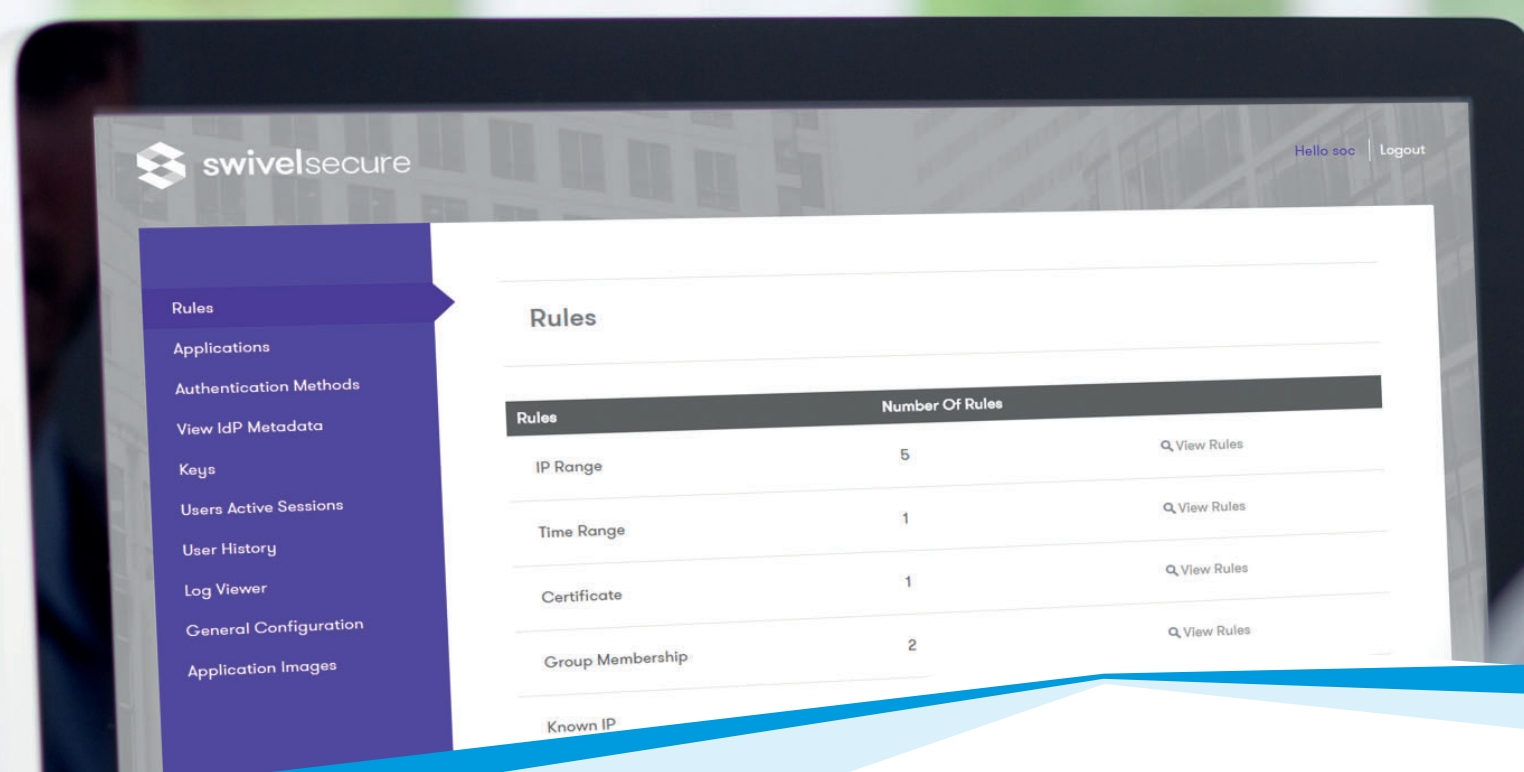 swivelsecure
Hello soc | Logout
Rules
Applications
Authentication Methods
View IdP Metadata
Keys
Users Active Sessions
User History
Log Viewer
General Configuration
Application Images
Rules
Rules Number Of Rules
IP Range 5 View Rules
Time Range 1 View Rules
Certificate 1 View Rules
Group Membership 2 View Rules
Known IP